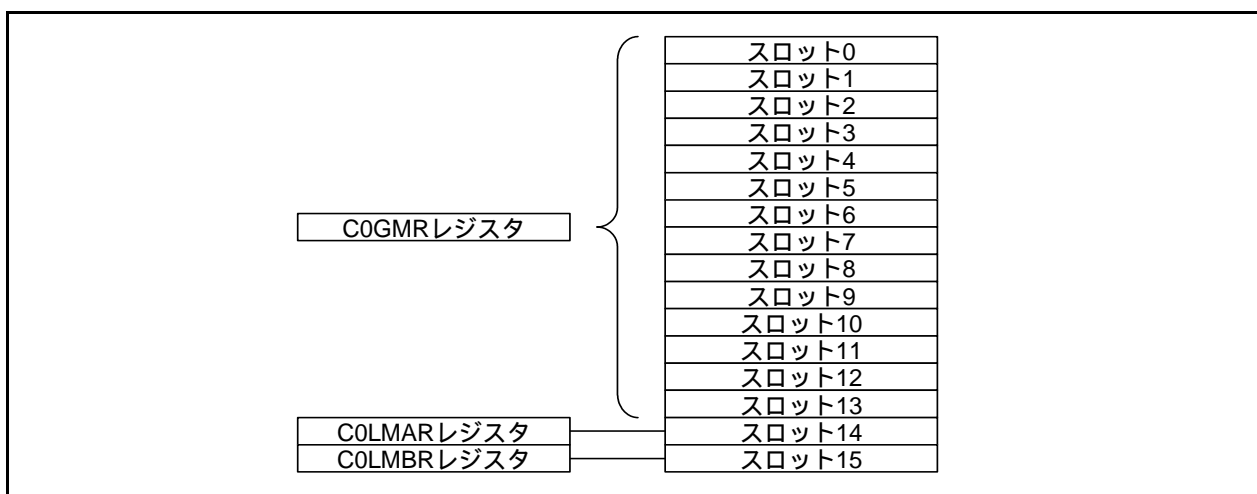 スロット0
スロット1
スロット2
スロット3
スロット4
スロット5
スロット6
C0GMRレジスタ
スロット7
スロット8
スロット9
スロット10
スロット11
スロット12
スロット13
C0LMARレジスタ
スロット14
C0LMBRレジスタ
スロット15